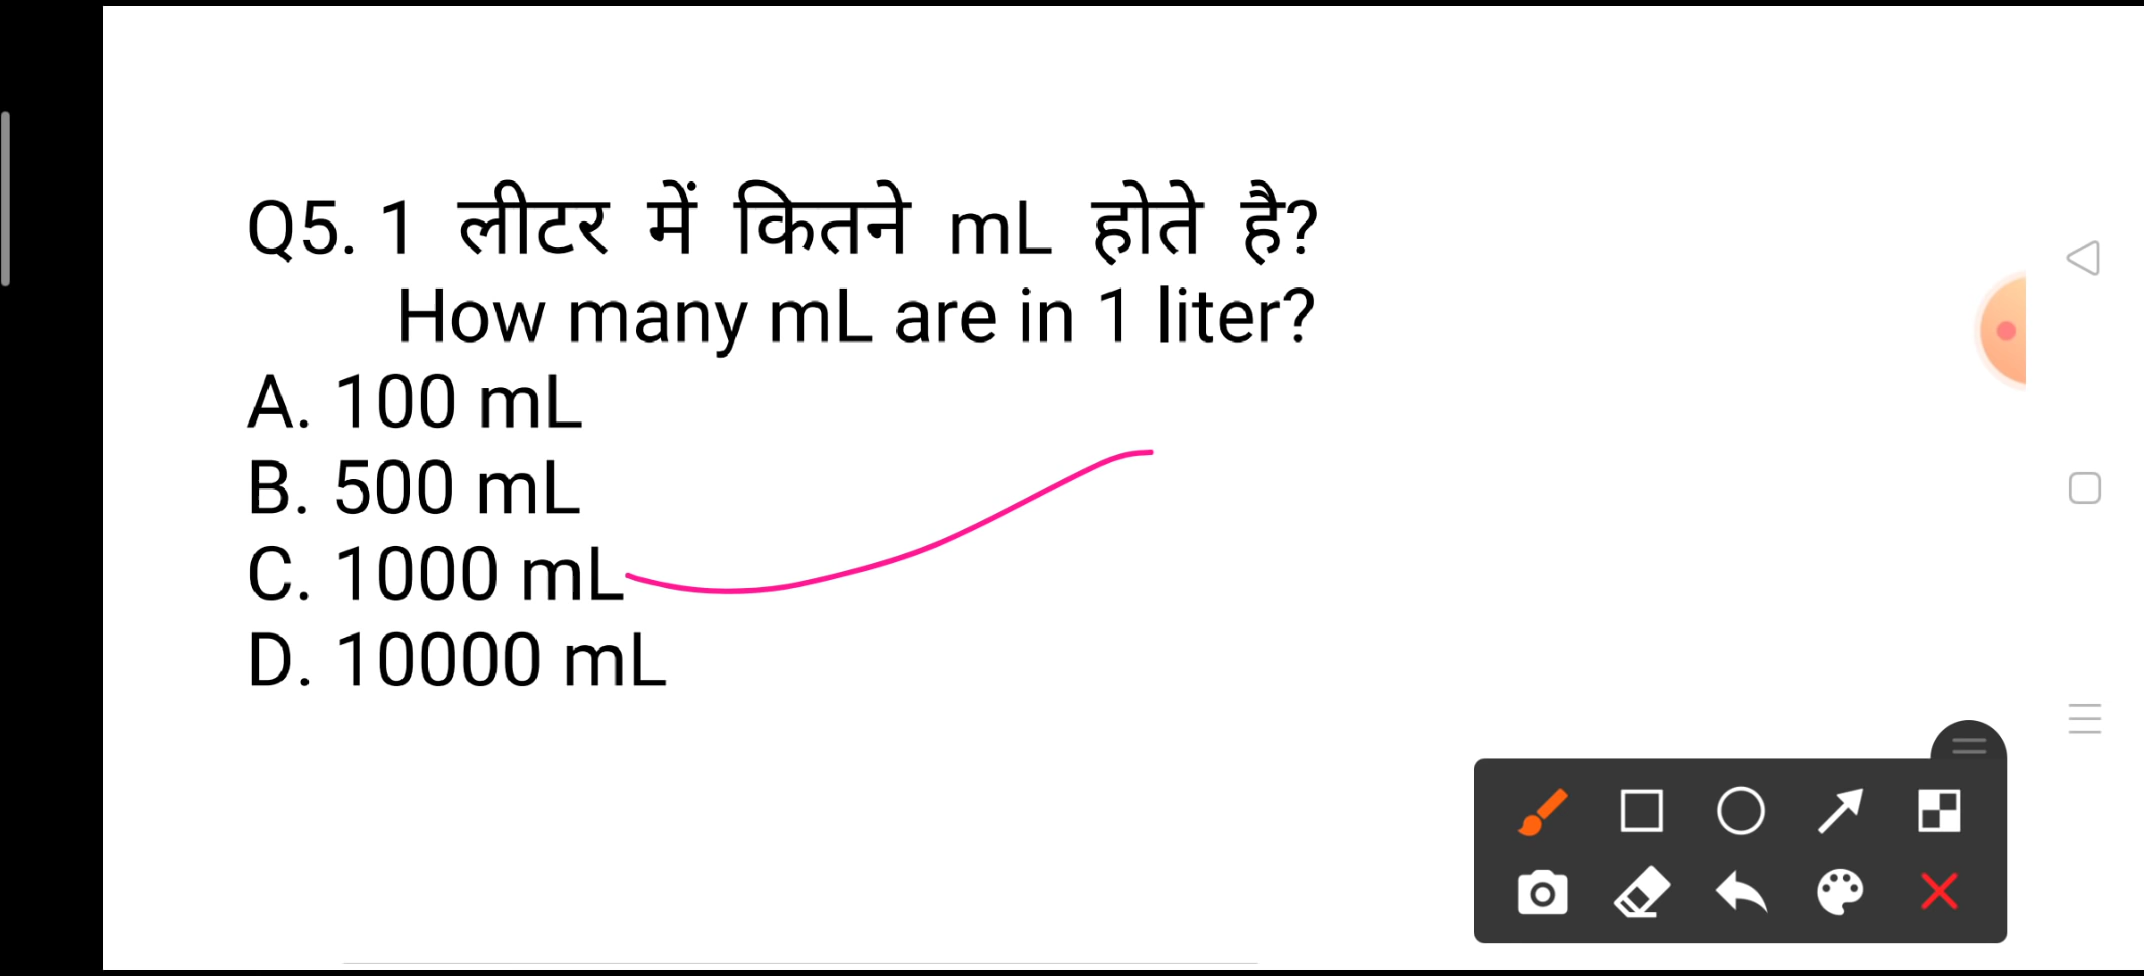 Q5. 1 लीटर में कितने mL होते है?
How many mL are in 1 liter?
A. 100 mL
B. 500 mL
C. 1000 mL
D. 10000 mL